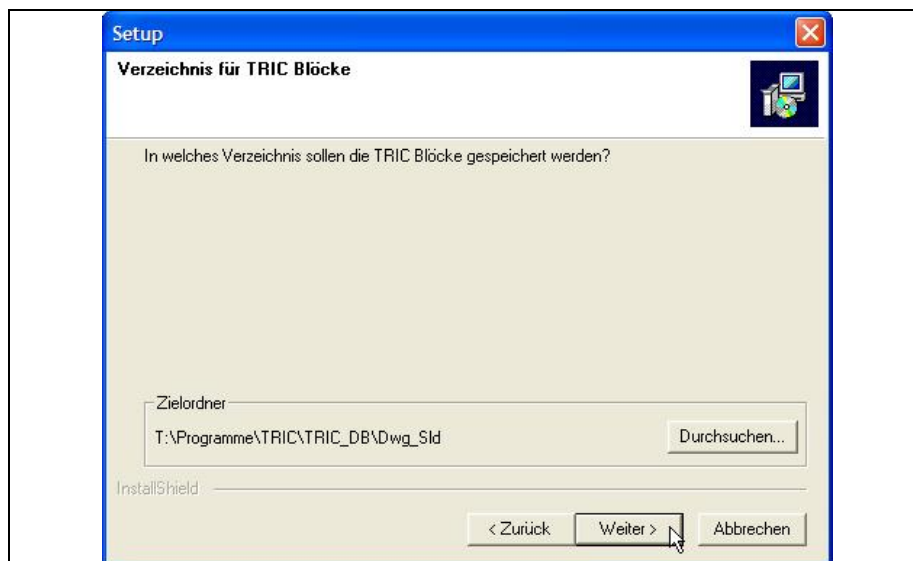 Setup
Verzeichnis für TRIC Blöcke
In welches Verzeichnis sollen die TRIC Blöcke gespeichert werden?
Zielordner
T:\Programme\TRIC\TRIC_DB\Dwg_Sld
Durchsuchen...
InstallShield
< Zurück
Weiter >
Abbrechen